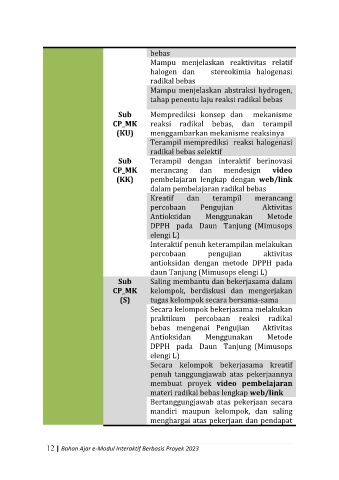 bebas
Mampu menjelaskan reaktivitas relatif
halogen dan stereokimia halogenasi
radikal bebas
Mampu menjelaskan abstraksi hydrogen,
tahap penentu laju reaksi radikal bebas
Sub Memprediksi konsep dan mekanisme
CP_MK reaksi radikal bebas, dan terampil
(KU) menggambarkan mekanisme reaksinya
Terampil memprediksi reaksi halogenasi
radikal bebas selektif
Sub Terampil dengan interaktif berinovasi
CP_MK merancang dan mendesign video
(KK) pembelajaran lengkap dengan web/link
dalam pembelajaran radikal bebas
Kreatif dan terampil merancang
percobaan Pengujian Aktivitas
Antioksidan Menggunakan Metode
DPPH pada Daun Tanjung (Mimusops
elengi L)
Interaktif penuh keterampilan melakukan
percobaan pengujian aktivitas
antioksidan dengan metode DPPH pada
daun Tanjung (Mimusops elengi L)
Sub Saling membantu dan bekerjasama dalam
CP_MK kelompok, berdiskusi dan mengerjakan
(S) tugas kelompok secara bersama-sama
Secara kelompok bekerjasama melakukan
praktikum percobaan reaksi radikal
bebas mengenai Pengujian Aktivitas
Antioksidan Menggunakan Metode
DPPH pada Daun Tanjung (Mimusops
elengi L)
Secara kelompok bekerjasama kreatif
penuh tanggungjawab atas pekerjaannya
membuat proyek video pembelajaran
materi radikal bebas lengkap web/link
Bertanggungjawab atas pekerjaan secara
mandiri maupun kelompok, dan saling
menghargai atas pekerjaan dan pendapat
12 | Bahan Ajar e-Modul Interaktif Berbasis Proyek 2023